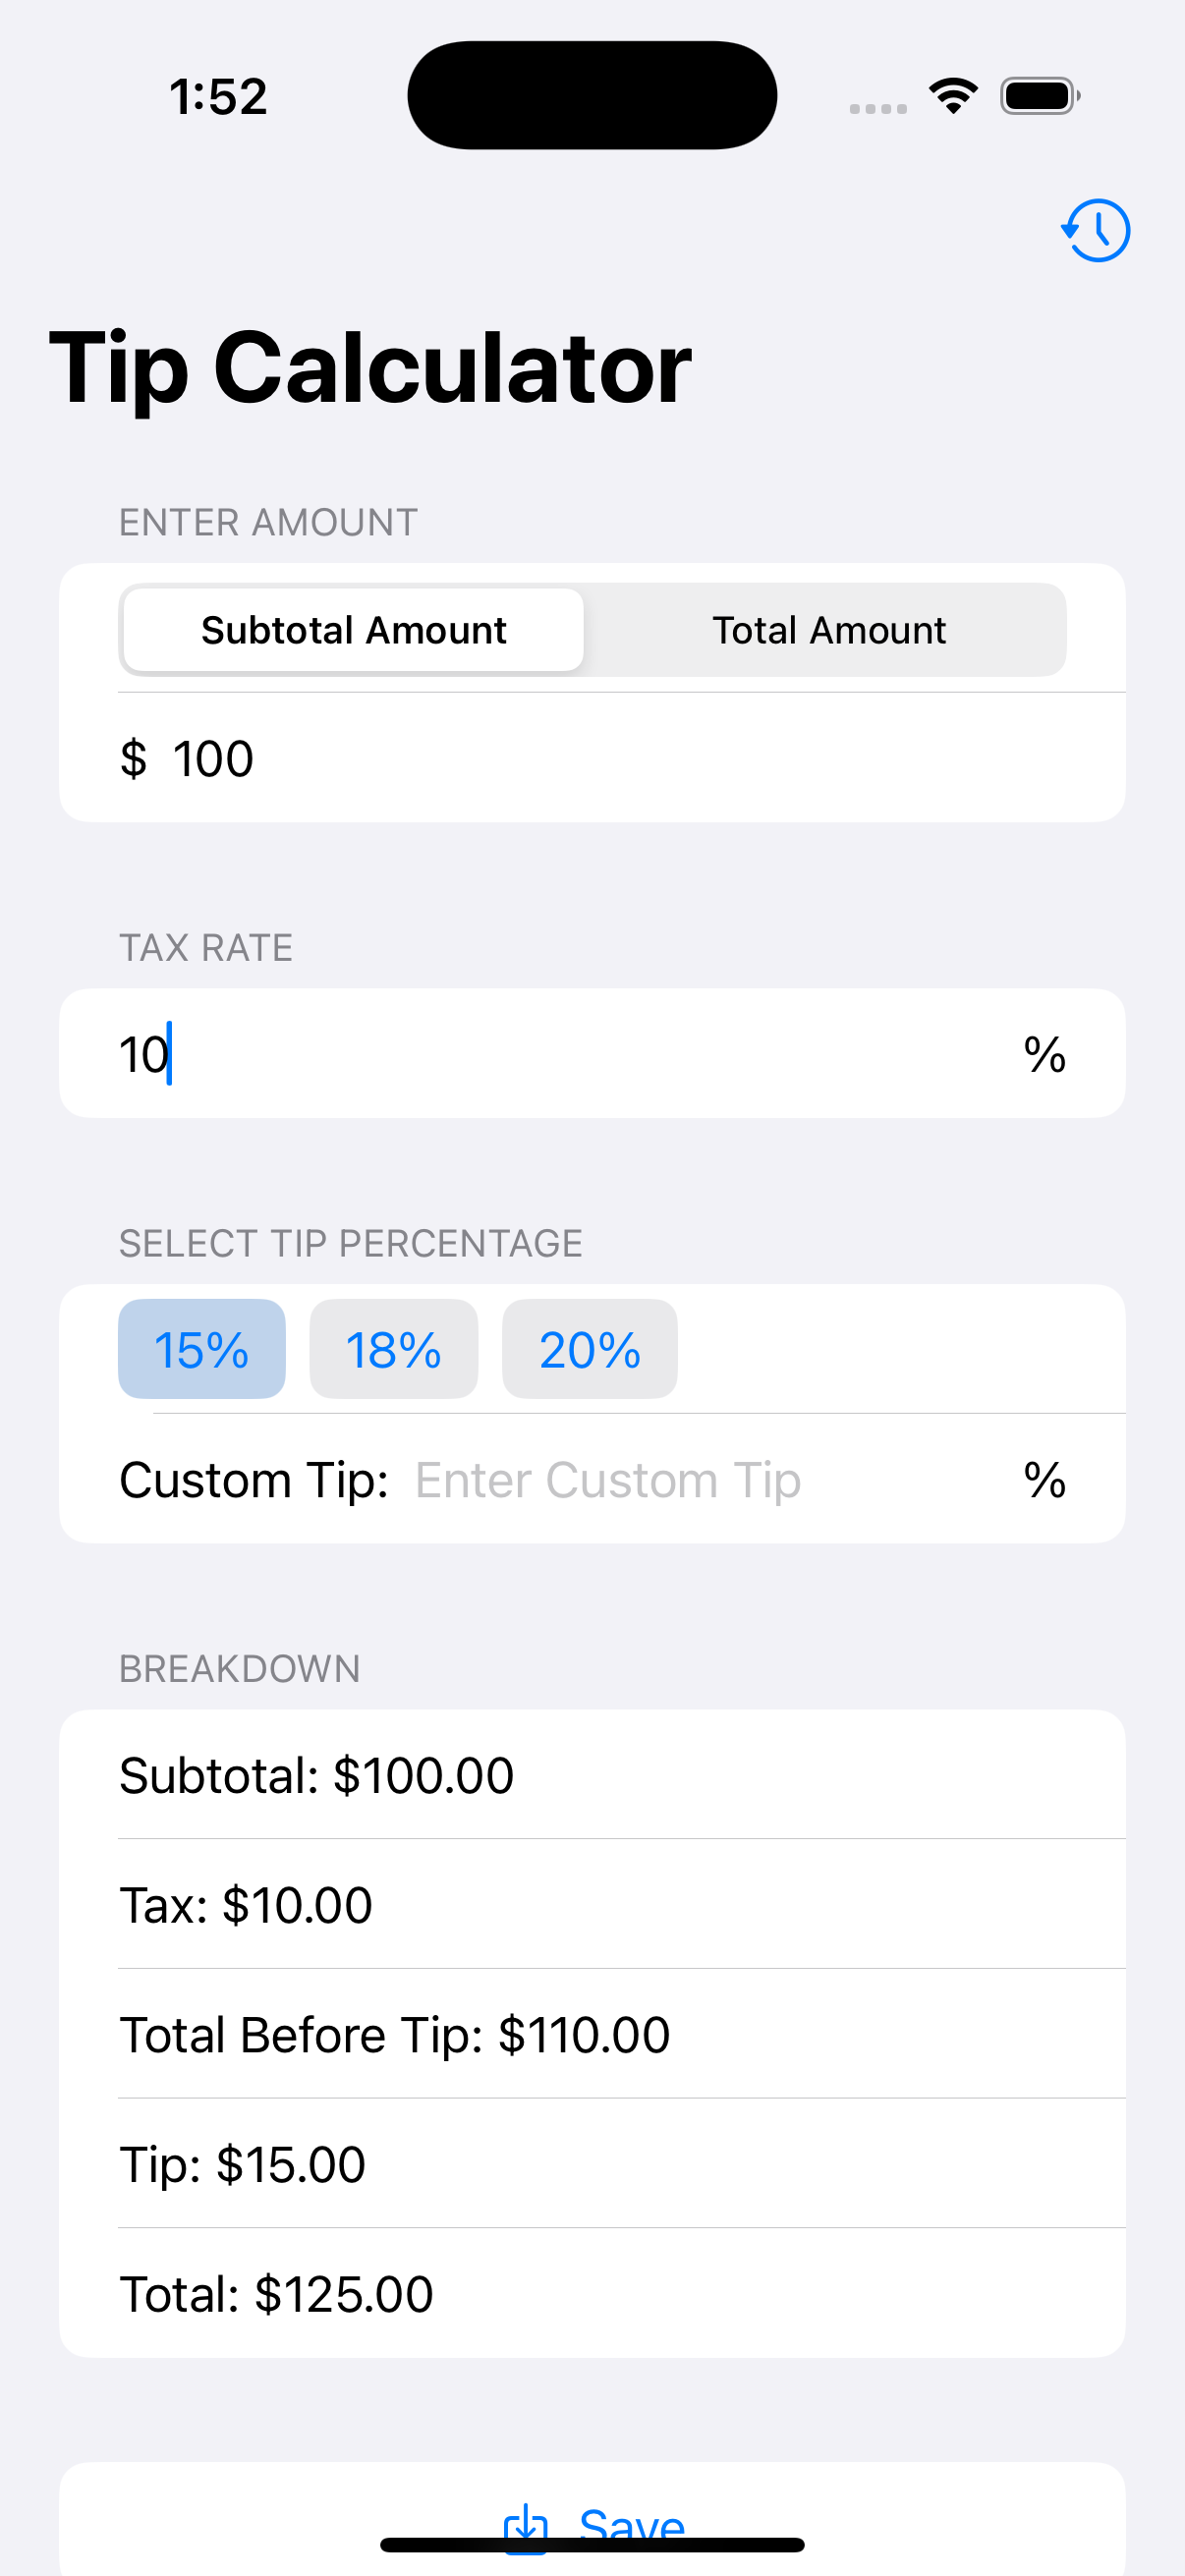 1:52
Tip Calculator
ENTER AMOUNT
Subtotal Amount Total Amount
$ 100
TAX RATE
10 %
SELECT TIP PERCENTAGE
15% 18% 20%
Custom Tip: Enter Custom Tip %
BREAKDOWN
Subtotal: $100.00
Tax: $10.00
Total Before Tip: $110.00
Tip: $15.00
Total: $125.00
Save